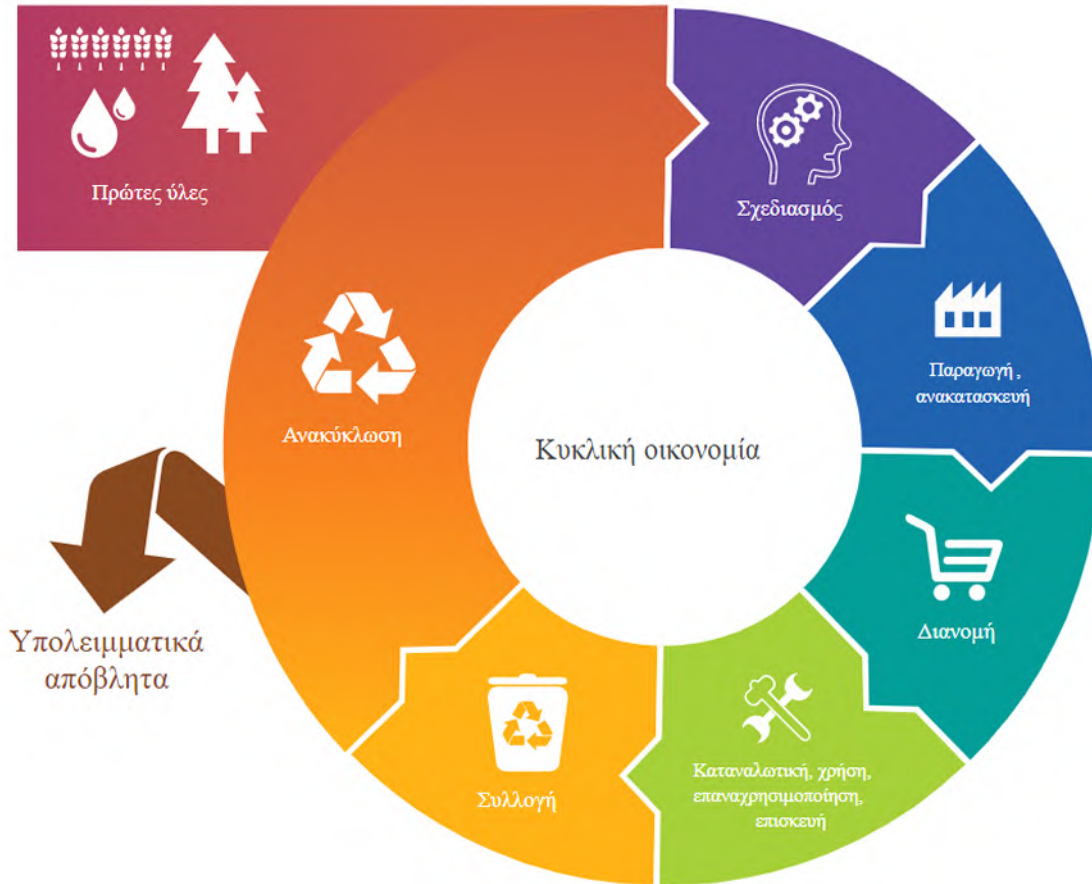 Πρώτες ύλες
Σχεδιασμός
Παραγωγή,
ανακατασκευή
Ανακύκλωση
Κυκλική οικονομία
Διανομή
Υπολειμματικά
απόβλητα
Καταναλωτική, χρήση,
επαναχρησιμοποίηση,
επισκευή
Συλλογή